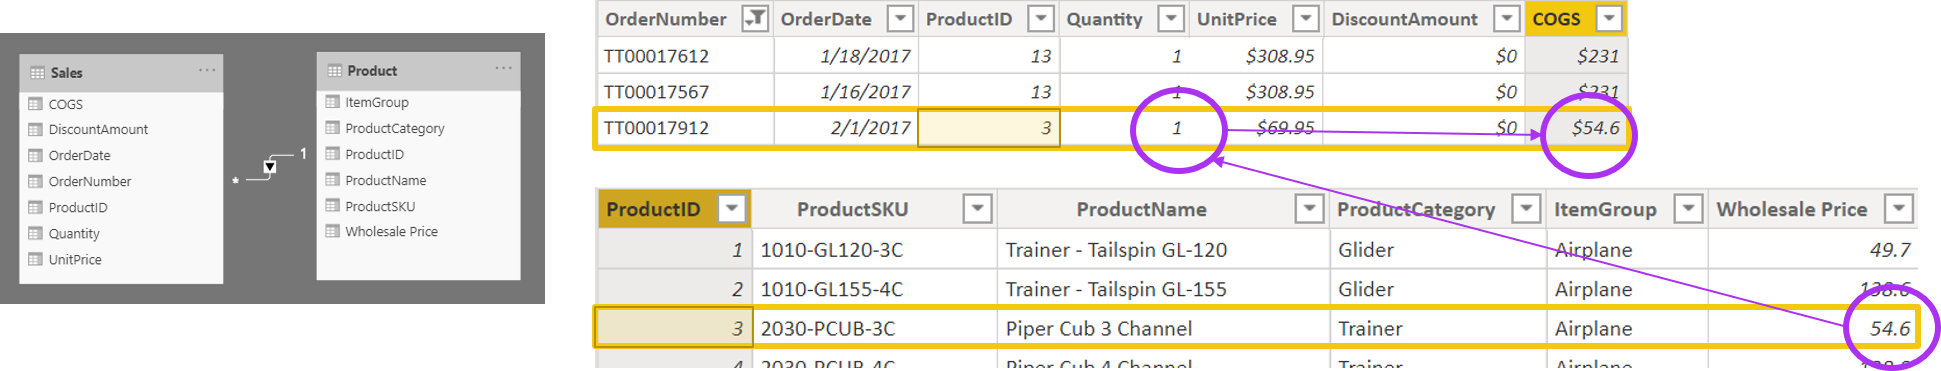 Sales ...
COGS
DiscountAmount
OrderDate
OrderNumber
ProductID
Quantity
UnitPrice
* 1
Product ...
ItemGroup
ProductCategory
ProductID
ProductName
ProductSKU
Wholesale Price
OrderNumber OrderDate ProductID Quantity UnitPrice DiscountAmount COGS
TT00017612 1/18/2017 13 1 $308.95 $0 $231
TT00017567 1/16/2017 13 1 $308.95 $0 $231
TT00017912 2/1/2017 3 1 $69.95 $0 $54.6
ProductID ProductSKU ProductName ProductCategory ItemGroup Wholesale Price
1 1010-GL120-3C Trainer - Tailspin GL-120 Glider Airplane 49.7
2 1010-GL155-4C Trainer - Tailspin GL-155 Glider Airplane 138.6
3 2030-PCUB-3C Piper Cub 3 Channel Trainer Airplane 54.6
4 2030-PCUB-4C Piper Cub 4 Channel Trainer Airplane